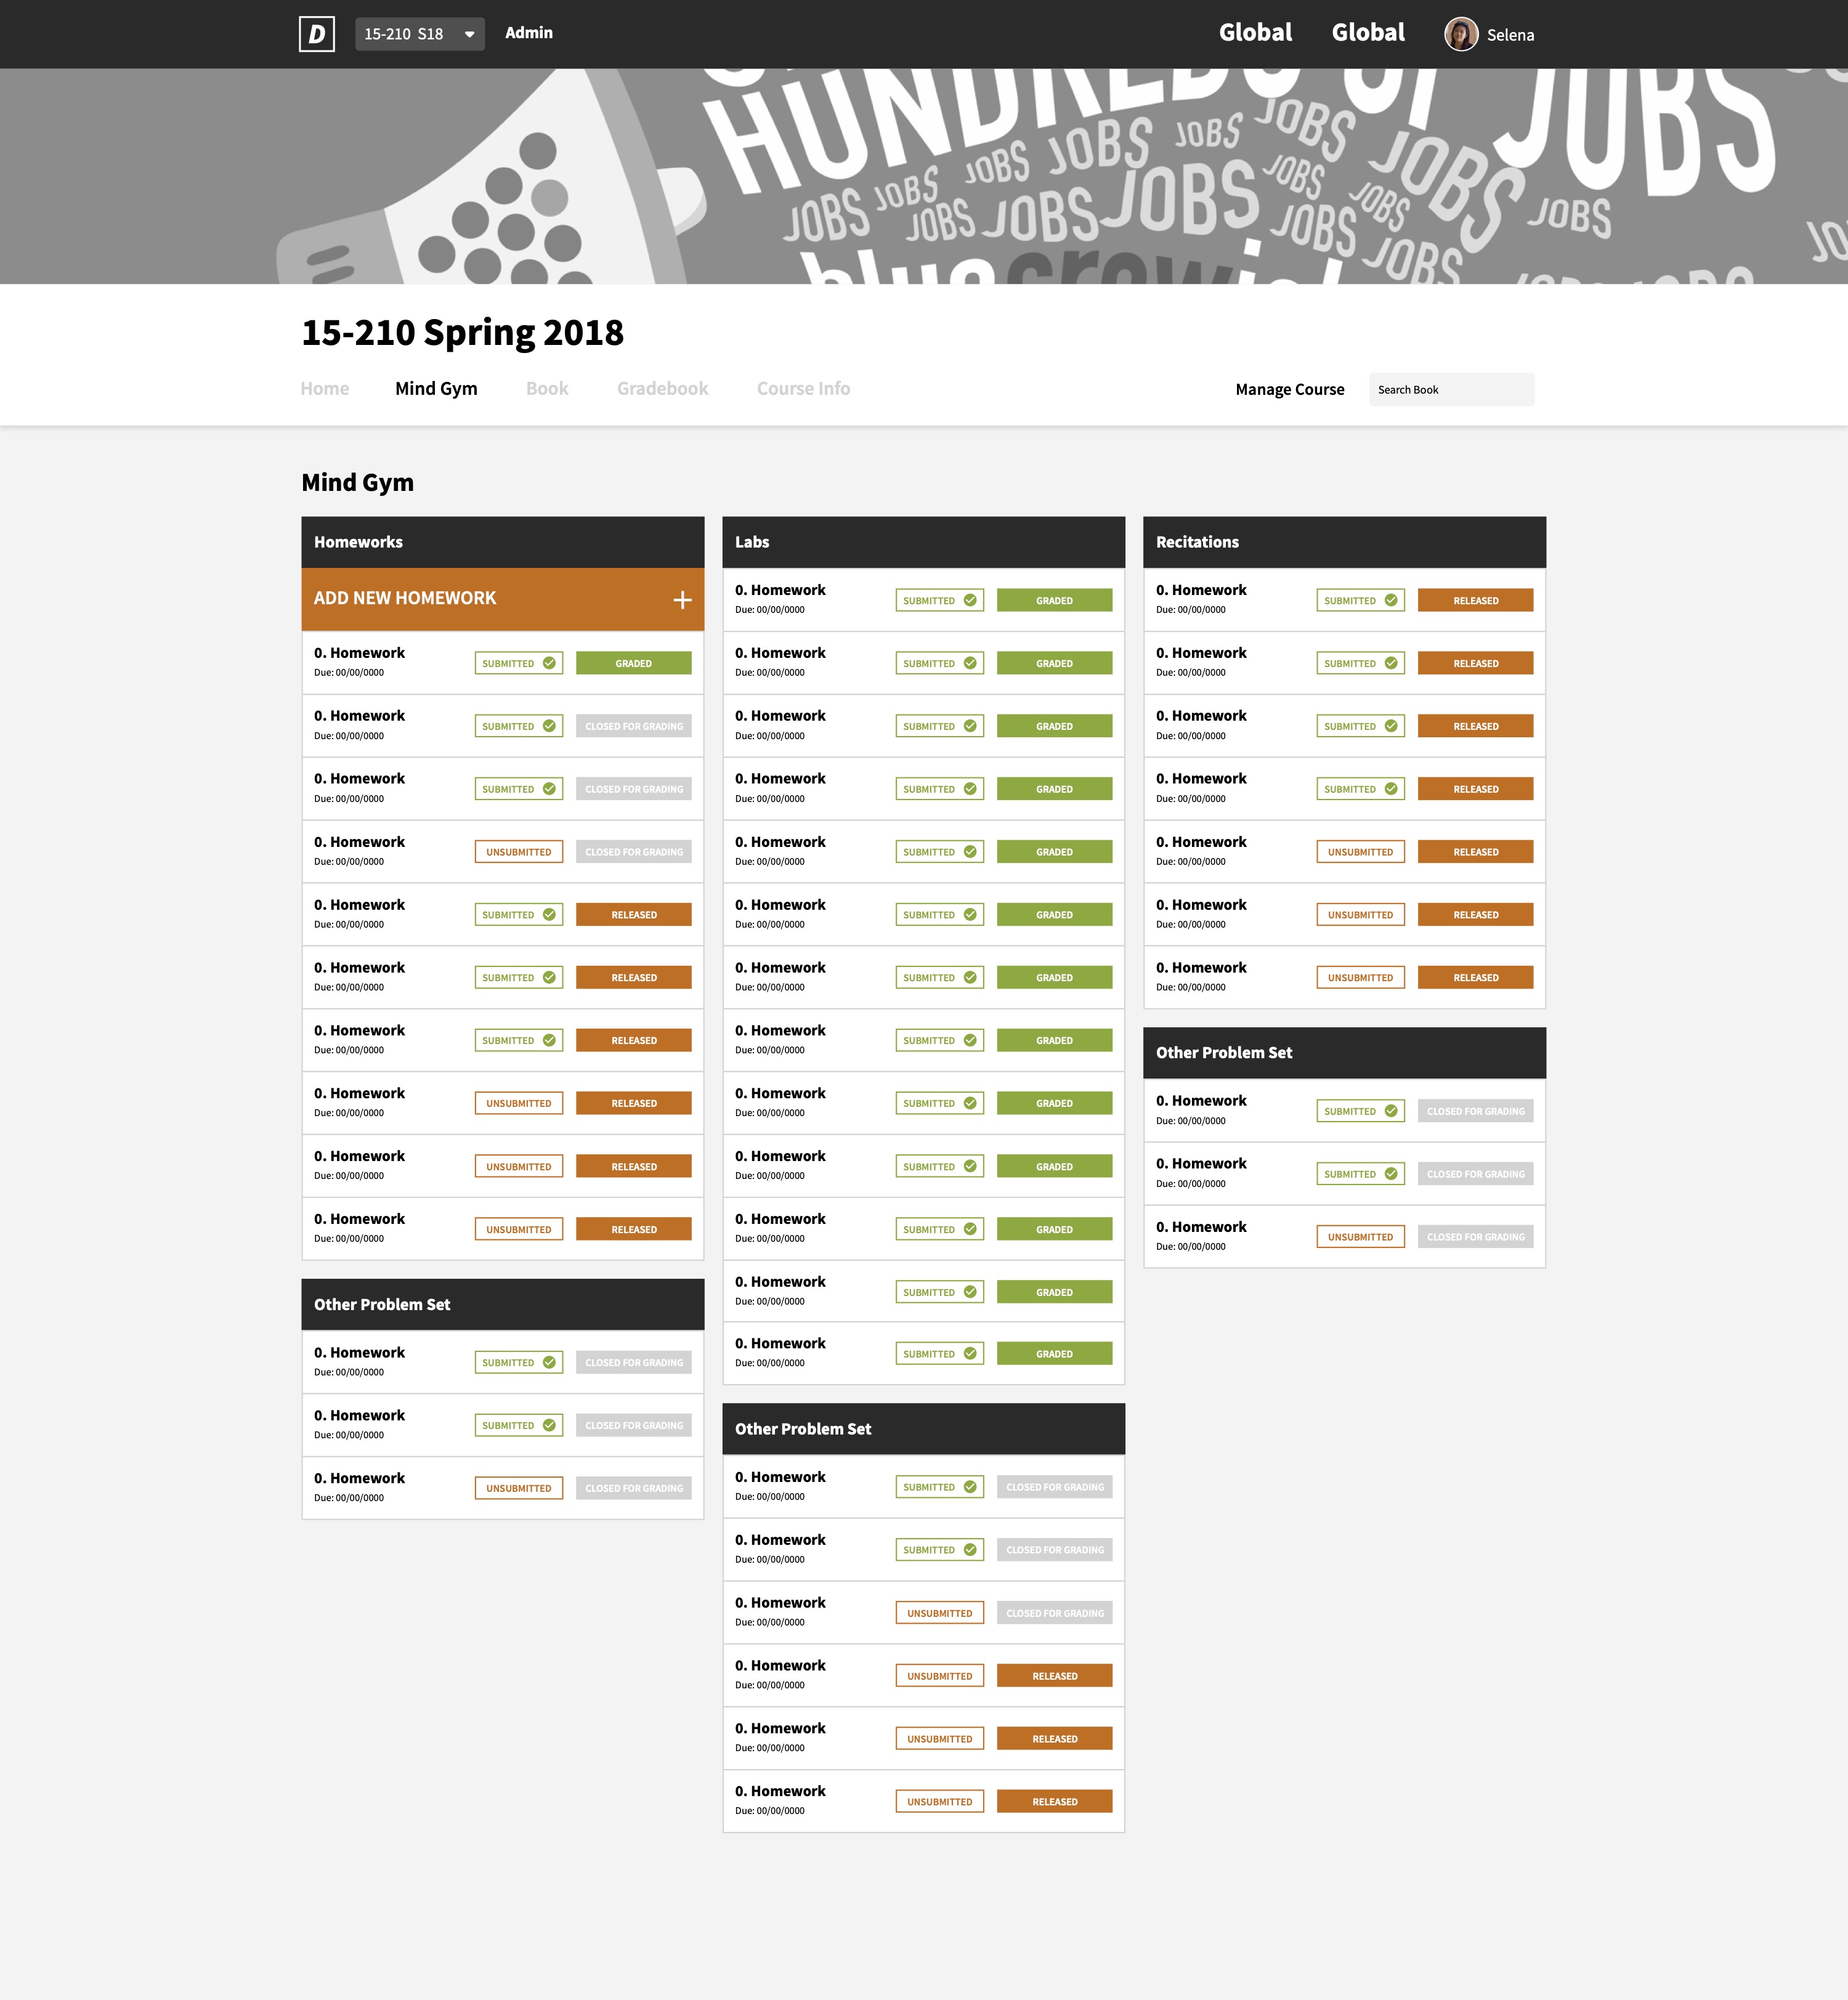 D 15-210 S18 Admin Global Global Selena
HUNDREDS OF JOBS
JOBS JOBS JOBS JOBS JOBS JOBS
JOBS JOBS JOBS JOBS JOBS JOBS JOBS JOBS
JOBS JOBS
bluecrew
15-210 Spring 2018
Home Mind Gym Book Gradebook Course Info Manage Course Search Book
Mind Gym
Homeworks
ADD NEW HOMEWORK +
0. Homework SUBMITTED GRADED
Due: 00/00/0000
0. Homework SUBMITTED CLOSED FOR GRADING
Due: 00/00/0000
0. Homework SUBMITTED CLOSED FOR GRADING
Due: 00/00/0000
0. Homework UNSUBMITTED CLOSED FOR GRADING
Due: 00/00/0000
0. Homework SUBMITTED RELEASED
Due: 00/00/0000
0. Homework SUBMITTED RELEASED
Due: 00/00/0000
0. Homework SUBMITTED RELEASED
Due: 00/00/0000
0. Homework UNSUBMITTED RELEASED
Due: 00/00/0000
0. Homework UNSUBMITTED RELEASED
Due: 00/00/0000
0. Homework UNSUBMITTED RELEASED
Due: 00/00/0000
Other Problem Set
0. Homework SUBMITTED CLOSED FOR GRADING
Due: 00/00/0000
0. Homework SUBMITTED CLOSED FOR GRADING
Due: 00/00/0000
0. Homework UNSUBMITTED CLOSED FOR GRADING
Due: 00/00/0000
Labs
0. Homework SUBMITTED GRADED
Due: 00/00/0000
0. Homework SUBMITTED GRADED
Due: 00/00/0000
0. Homework SUBMITTED GRADED
Due: 00/00/0000
0. Homework SUBMITTED GRADED
Due: 00/00/0000
0. Homework SUBMITTED GRADED
Due: 00/00/0000
0. Homework SUBMITTED GRADED
Due: 00/00/0000
0. Homework SUBMITTED GRADED
Due: 00/00/0000
0. Homework SUBMITTED GRADED
Due: 00/00/0000
0. Homework SUBMITTED GRADED
Due: 00/00/0000
0. Homework SUBMITTED GRADED
Due: 00/00/0000
0. Homework SUBMITTED GRADED
Due: 00/00/0000
0. Homework SUBMITTED GRADED
Due: 00/00/0000
0. Homework SUBMITTED GRADED
Due: 00/00/0000
Other Problem Set
0. Homework SUBMITTED CLOSED FOR GRADING
Due: 00/00/0000
0. Homework SUBMITTED CLOSED FOR GRADING
Due: 00/00/0000
0. Homework UNSUBMITTED CLOSED FOR GRADING
Due: 00/00/0000
0. Homework UNSUBMITTED RELEASED
Due: 00/00/0000
0. Homework UNSUBMITTED RELEASED
Due: 00/00/0000
0. Homework UNSUBMITTED RELEASED
Due: 00/00/0000
Recitations
0. Homework SUBMITTED RELEASED
Due: 00/00/0000
0. Homework SUBMITTED RELEASED
Due: 00/00/0000
0. Homework SUBMITTED RELEASED
Due: 00/00/0000
0. Homework SUBMITTED RELEASED
Due: 00/00/0000
0. Homework UNSUBMITTED RELEASED
Due: 00/00/0000
0. Homework UNSUBMITTED RELEASED
Due: 00/00/0000
0. Homework UNSUBMITTED RELEASED
Due: 00/00/0000
Other Problem Set
0. Homework SUBMITTED CLOSED FOR GRADING
Due: 00/00/0000
0. Homework SUBMITTED CLOSED FOR GRADING
Due: 00/00/0000
0. Homework UNSUBMITTED CLOSED FOR GRADING
Due: 00/00/0000